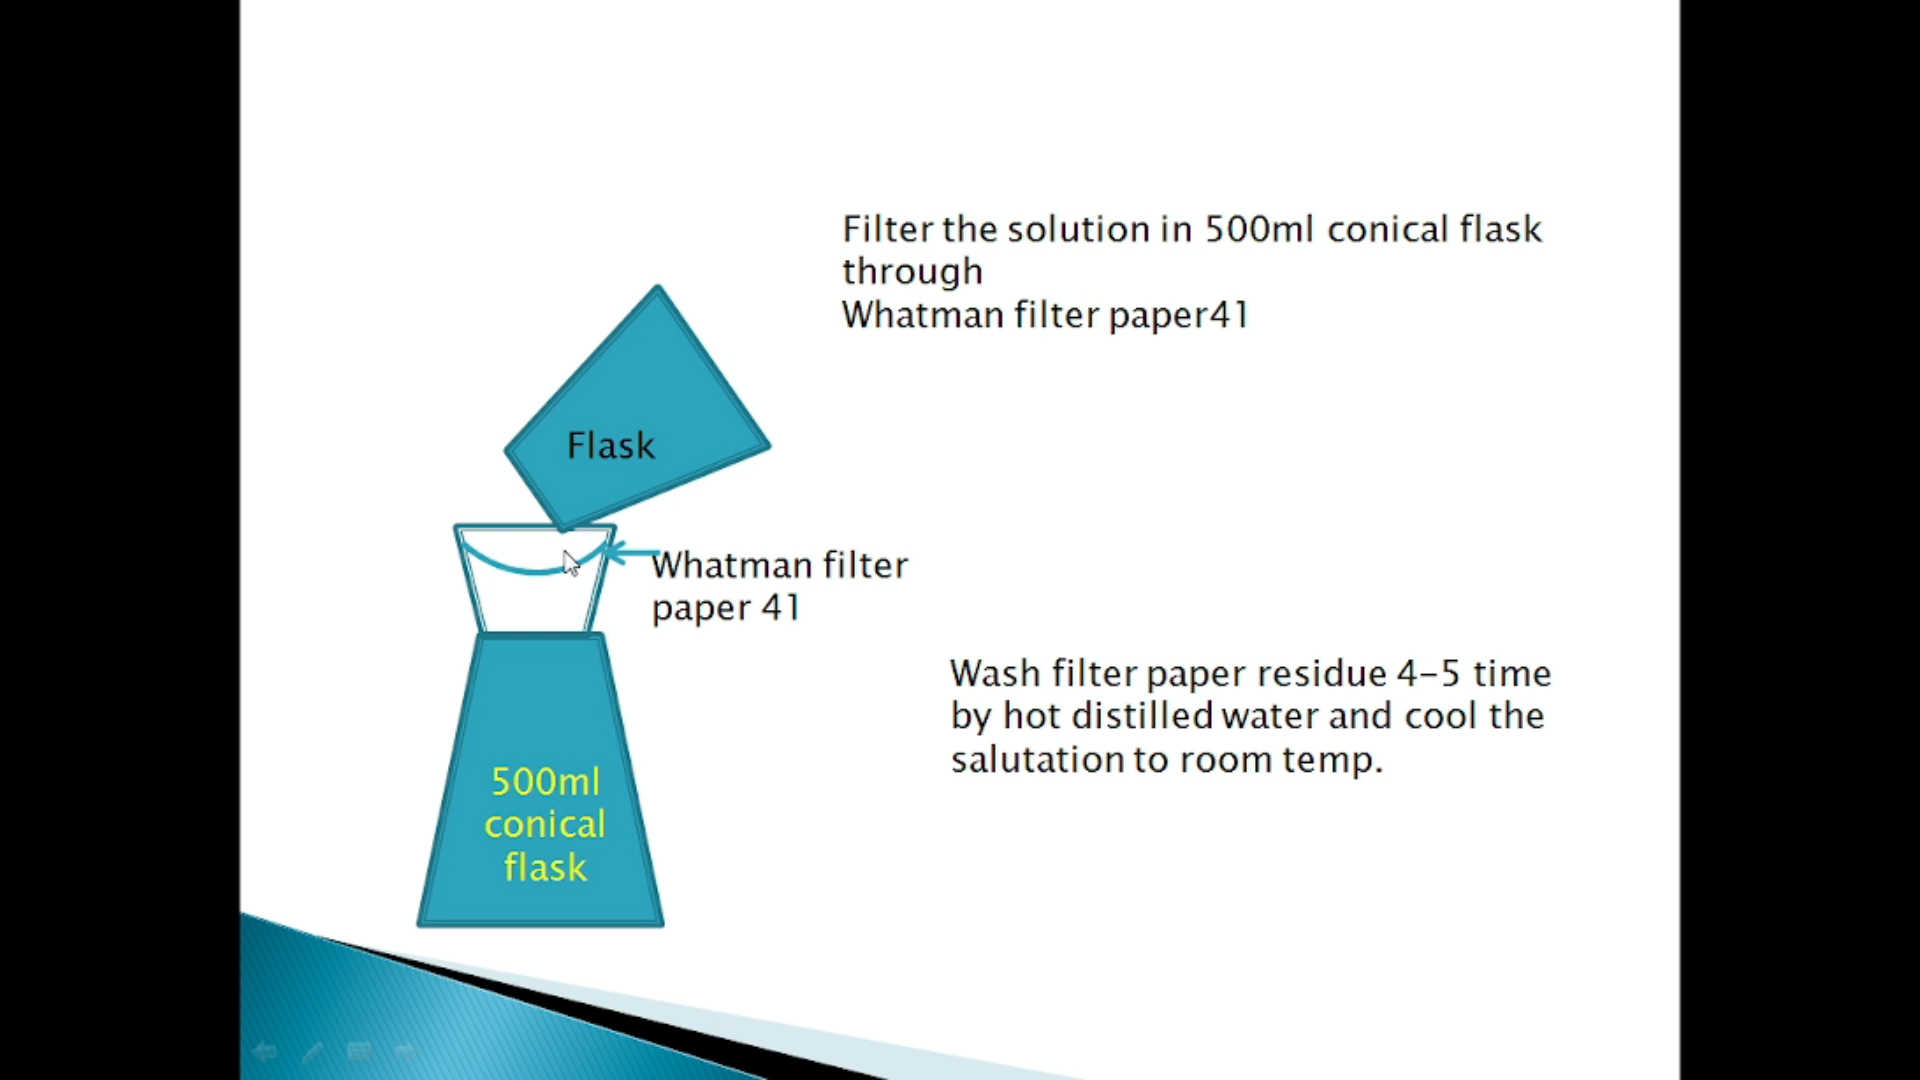 Filter the solution in 500ml conical flask
through
Whatman filter paper41
Flask
Whatman filter
paper 41
Wash filter paper residue 4-5 time
by hot distilled water and cool the
salutation to room temp.
500ml
conical
flask